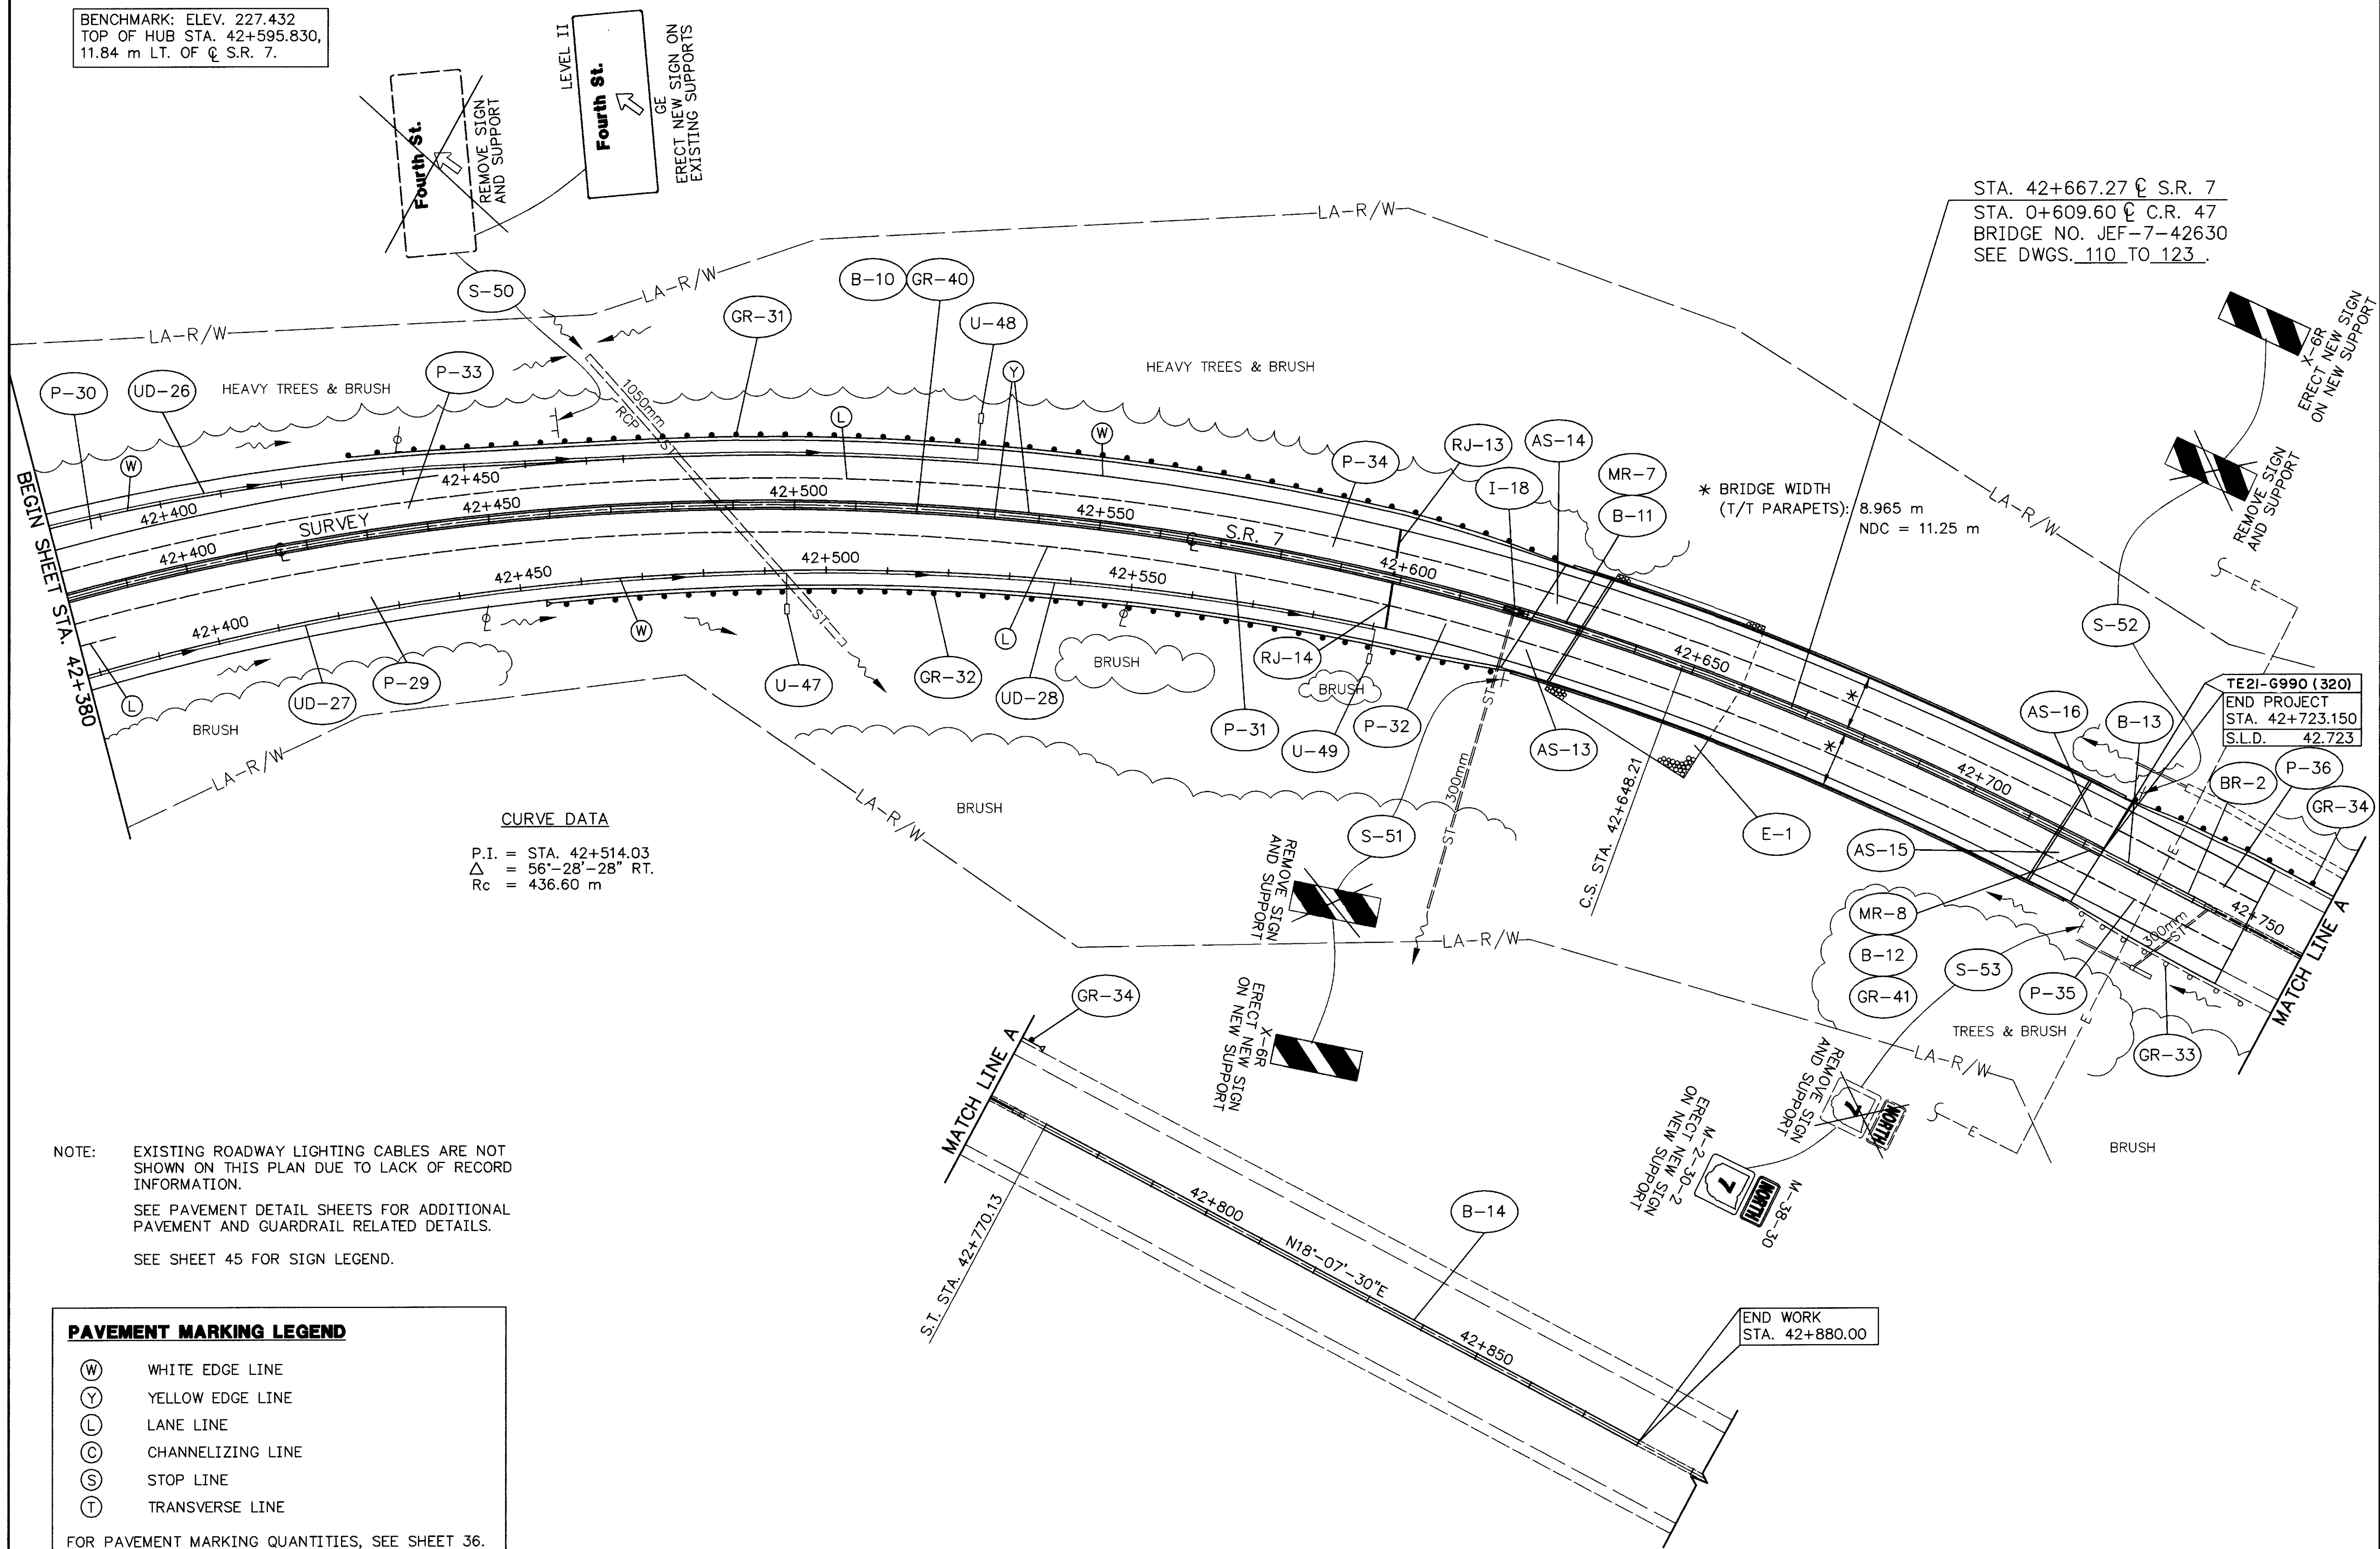 BENCHMARK: ELEV. 227.432
TOP OF HUB STA. 42+595.830,
11.84 m LT. OF ℄ S.R. 7.
Fourth St.
REMOVE SIGN
AND SUPPORT
LEVEL II
Fourth St.
GE
ERECT NEW SIGN ON
EXISTING SUPPORTS
STA. 42+667.27 ℄ S.R. 7
STA. 0+609.60 ℄ C.R. 47
BRIDGE NO. JEF-7-42630
SEE DWGS. 110 TO 123.
X-6R
ERECT NEW SIGN
ON NEW SUPPORT
REMOVE SIGN
AND SUPPORT
LA-R/W
LA-R/W
LA-R/W
LA-R/W
S-50
B-10
GR-40
GR-31
U-48
Y
HEAVY TREES & BRUSH
HEAVY TREES & BRUSH
P-30
UD-26
P-33
W
L
W
1050mm
RCP
ST
ST
P-34
RJ-13
AS-14
I-18
MR-7
B-11
* BRIDGE WIDTH
(T/T PARAPETS): 8.965 m
NDC = 11.25 m
BEGIN SHEET STA. 42+380
42+400
42+450
42+400
SURVEY
℄
42+450
42+500
42+550
℄
S.R. 7
42+600
42+650
42+700
42+750
42+400
42+450
42+500
42+550
L
UD-27
P-29
W
U-47
GR-32
L
UD-28
BRUSH
RJ-14
BRUSH
P-31
U-49
P-32
AS-13
*
*
E
S-52
TE21-G990 (320)
END PROJECT
STA. 42+723.150
S.L.D. 42.723
AS-16
B-13
BR-2
P-36
GR-34
BRUSH
LA-R/W
LA-R/W
BRUSH
ST
300mm
ST
S-51
C.S. STA. 42+648.21
E-1
AS-15
MR-8
B-12
GR-41
S-53
P-35
E
300mm
ST
MATCH LINE A
CURVE DATA
P.I. = STA. 42+514.03
△ = 56°-28'-28" RT.
Rc = 436.60 m
REMOVE SIGN
AND SUPPORT
LA-R/W
X-6R
ERECT NEW SIGN
ON NEW SUPPORT
TREES & BRUSH
E
LA-R/W
GR-33
E
BRUSH
REMOVE SIGN
AND SUPPORT
7
NORTH
M-2-30-2
ERECT NEW SIGN
ON NEW SUPPORT
7
NORTH
M-38-30
GR-34
MATCH LINE A
S.T. STA. 42+770.13
42+800
N18°-07'-30"E
B-14
42+850
END WORK
STA. 42+880.00
NOTE: EXISTING ROADWAY LIGHTING CABLES ARE NOT
SHOWN ON THIS PLAN DUE TO LACK OF RECORD
INFORMATION.
SEE PAVEMENT DETAIL SHEETS FOR ADDITIONAL
PAVEMENT AND GUARDRAIL RELATED DETAILS.
SEE SHEET 45 FOR SIGN LEGEND.
PAVEMENT MARKING LEGEND
W WHITE EDGE LINE
Y YELLOW EDGE LINE
L LANE LINE
C CHANNELIZING LINE
S STOP LINE
T TRANSVERSE LINE
FOR PAVEMENT MARKING QUANTITIES, SEE SHEET 36.